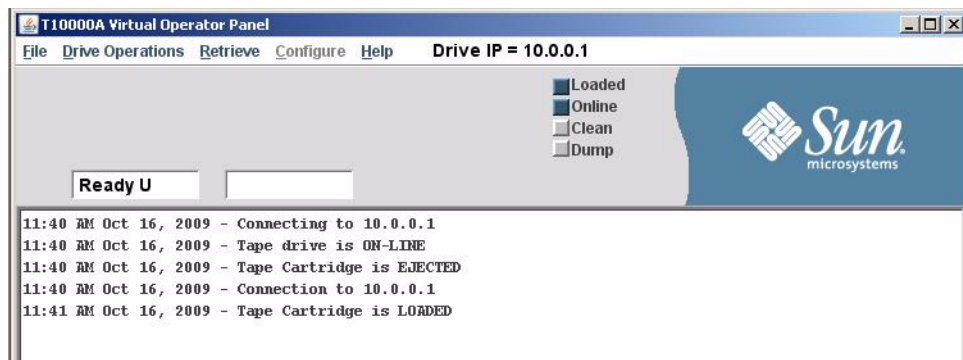 T10000A Virtual Operator Panel
File Drive Operations Retrieve Configure Help Drive IP = 10.0.0.1
Loaded
Online
Clean
Dump
Sun
microsystems
Ready U
11:40 AM Oct 16, 2009 - Connecting to 10.0.0.1
11:40 AM Oct 16, 2009 - Tape drive is ON-LINE
11:40 AM Oct 16, 2009 - Tape Cartridge is EJECTED
11:40 AM Oct 16, 2009 - Connection to 10.0.0.1
11:41 AM Oct 16, 2009 - Tape Cartridge is LOADED